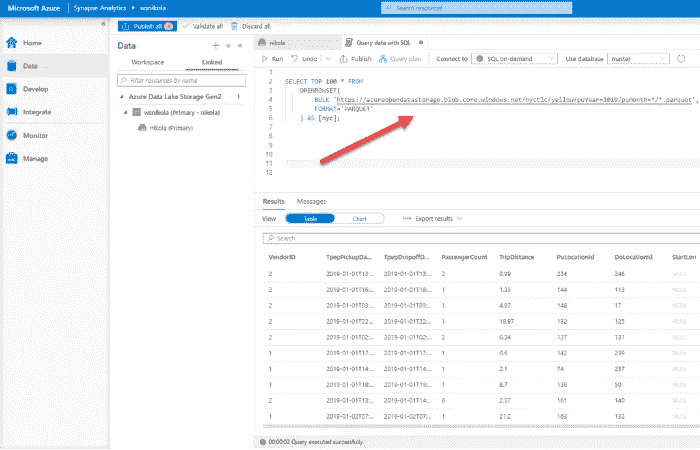 Microsoft Azure | Synapse Analytics ▸ wsnikola
Search resources
Publish all
Validate all
Discard all
Home
Data
Develop
Integrate
Monitor
Manage
Data
Workspace
Linked
Filter resources by name
Azure Data Lake Storage Gen2 1
wsnikola (Primary - nikola)
nikola (Primary)
nikola
Query data with SQL
Run
Undo
Publish
Query plan
Connect to
SQL on-demand
Use database
master
1
2 SELECT TOP 100 * FROM
3 OPENROWSET(
4 BULK 'https://azureopendatastorage.blob.core.windows.net/nyctlc/yellow/puYear=2019/puMonth=*/*.parquet',
5 FORMAT='PARQUET'
6 ) AS [nyc];
7
8
11
12
Results
Messages
View
Table
Chart
Export results
Search
VendorID TpepPickupDa... TpepDropoffD... PassengerCount TripDistance PuLocationId DoLocationId StartLon
2 2019-01-01T13:... 2019-01-01T13:... 2 0.99 234 246 NULL
2 2019-01-01T16:... 2019-01-01T16:... 1 1.33 144 113 NULL
2 2019-01-01T03:... 2019-01-01T03:... 1 4.87 148 17 NULL
2 2019-01-01T22:... 2019-01-01T22:... 1 18.97 132 125 NULL
2 2019-01-01T02:... 2019-01-01T02:... 2 0.34 137 137 NULL
1 2019-01-01T17:... 2019-01-01T17:... 1 0.6 142 239 NULL
1 2019-01-01T14:... 2019-01-01T14:... 1 2.1 74 237 NULL
1 2019-01-01T18:... 2019-01-01T19:... 1 8.7 138 50 NULL
2 2019-01-01T13:... 2019-01-01T14:... 6 2.57 161 140 NULL
1 2019-01-02T07:... 2019-01-02T07:... 1 21.2 163 132 NULL
00:00:02 Query executed successfully.